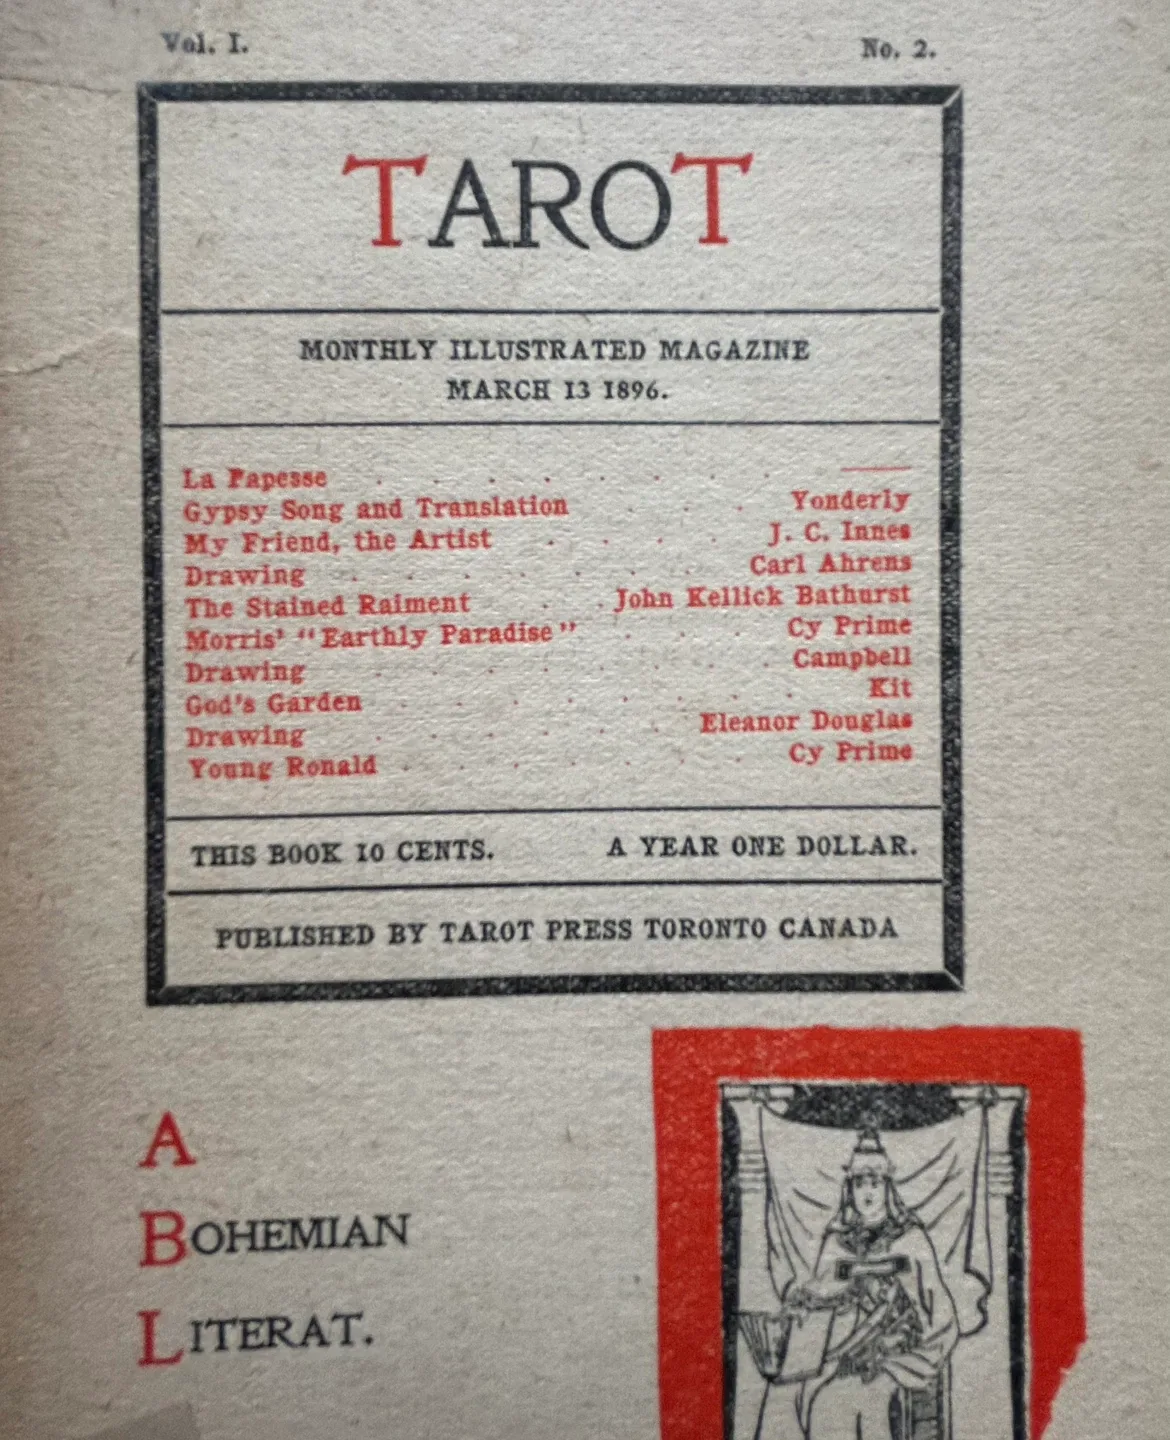 Vol. I. No. 2.
TAROT
MONTHLY ILLUSTRATED MAGAZINE
MARCH 13 1896.
La Papesse . . . . . . ——
Gypsy Song and Translation . . . Yonderly
My Friend, the Artist . . . . J. C. Innes
Drawing . . . . . . . Carl Ahrens
The Stained Raiment . . John Kellick Bathurst
Morris' "Earthly Paradise" . . . . Cy Prime
Drawing . . . . . . . . Campbell
God's Garden . . . . . . . . Kit
Drawing . . . . . . Eleanor Douglas
Young Ronald . . . . . . Cy Prime
THIS BOOK 10 CENTS. A YEAR ONE DOLLAR.
PUBLISHED BY TAROT PRESS TORONTO CANADA
A
BOHEMIAN
LITERAT.